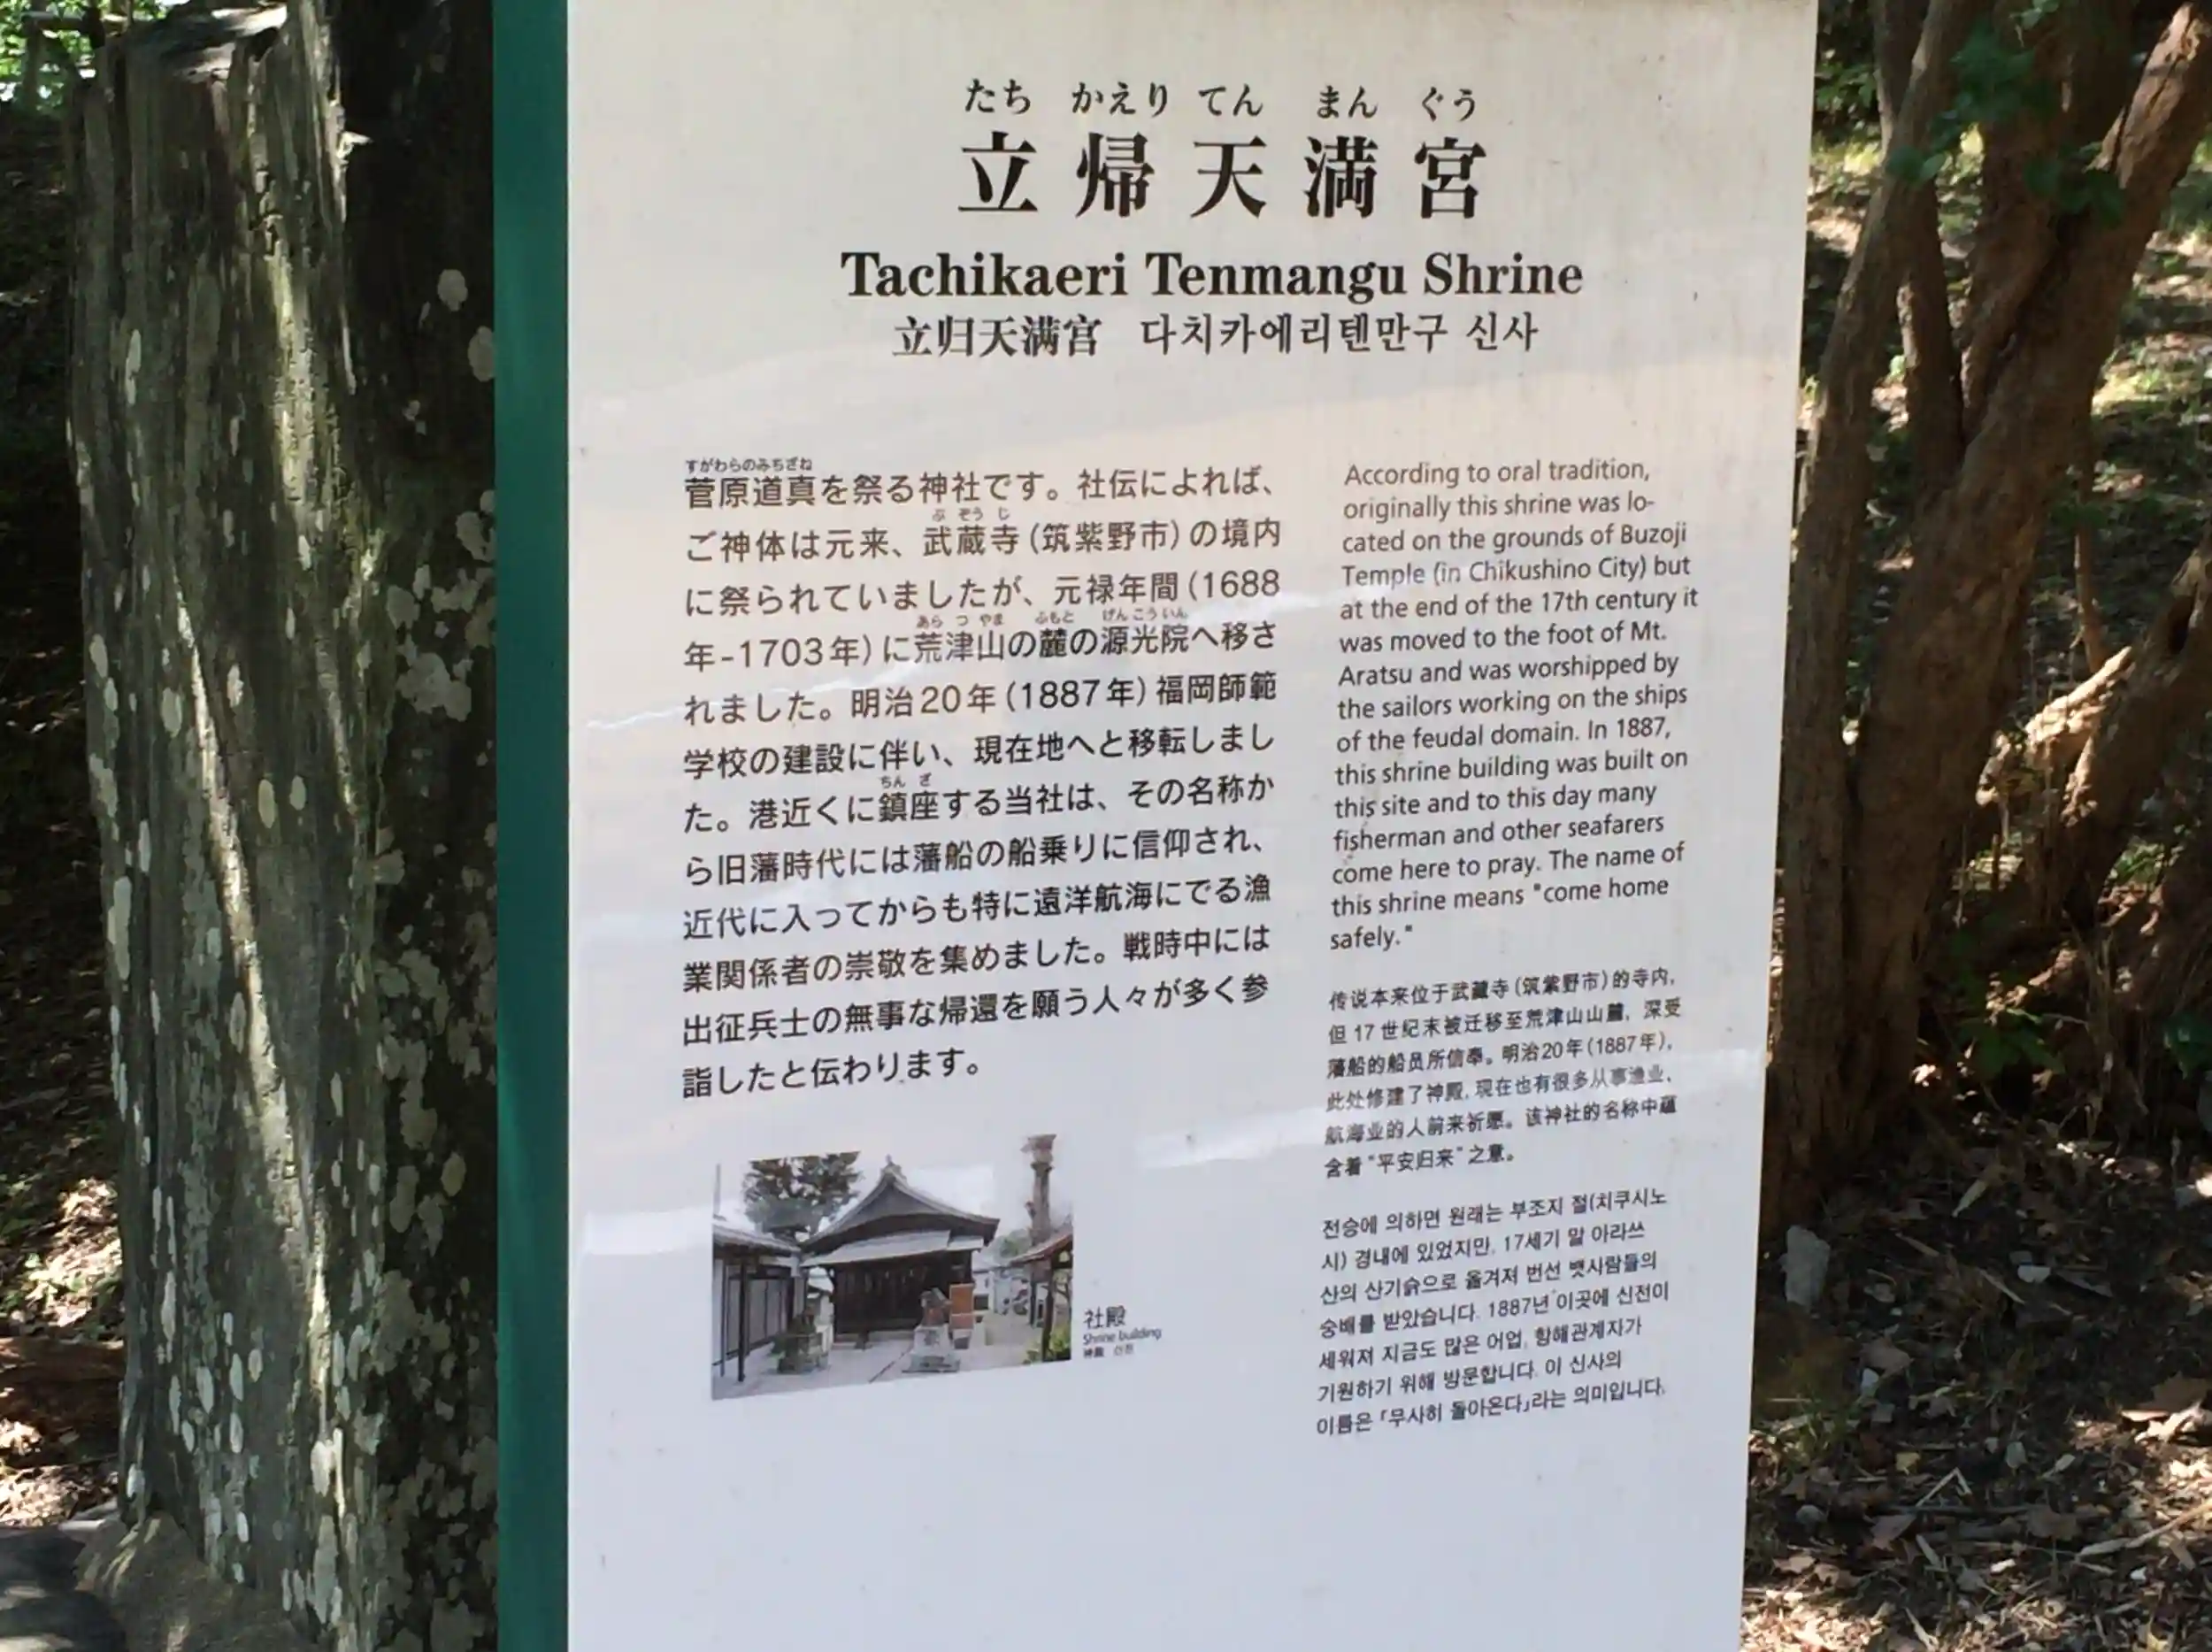 たち かえり てん まん ぐう
立帰天満宮
Tachikaeri Tenmangu Shrine
立归天满宫 다치카에리텐만구 신사
すがわらのみちざね
菅原道真を祭る神社です。社伝によれば、
ぶ ぞう じ
ご神体は元来、武蔵寺(筑紫野市)の境内
に祭られていましたが、元禄年間(1688
あら つ やま ふもと げんこういん
年-1703年)に荒津山の麓の源光院へ移さ
れました。明治20年(1887年)福岡師範
学校の建設に伴い、現在地へと移転しまし
ちん ざ
た。港近くに鎮座する当社は、その名称か
ら旧藩時代には藩船の船乗りに信仰され、
近代に入ってからも特に遠洋航海にでる漁
業関係者の崇敬を集めました。戦時中には
出征兵士の無事な帰還を願う人々が多く参
詣したと伝わります。
社殿
Shrine building
神殿 신전
According to oral tradition,
originally this shrine was lo-
cated on the grounds of Buzoji
Temple (in Chikushino City) but
at the end of the 17th century it
was moved to the foot of Mt.
Aratsu and was worshipped by
the sailors working on the ships
of the feudal domain. In 1887,
this shrine building was built on
this site and to this day many
fisherman and other seafarers
come here to pray. The name of
this shrine means "come home
safely."
传说本来位于武藏寺(筑紫野市)的寺内,
但17世纪末被迁移至荒津山山麓, 深受
藩船的船员所信奉。明治20年(1887年),
此处修建了神殿, 现在也有很多从事渔业、
航海业的人前来祈愿。该神社的名称中蕴
含着“平安归来”之意。
전승에 의하면 원래는 부조지 절(치쿠시노
시) 경내에 있었지만, 17세기 말 아라쓰
산의 산기슭으로 옮겨져 번선 뱃사람들의
숭배를 받았습니다. 1887년 이곳에 신전이
세워져 지금도 많은 어업, 항해관계자가
기원하기 위해 방문합니다. 이 신사의
이름은 「무사히 돌아온다」라는 의미입니다.